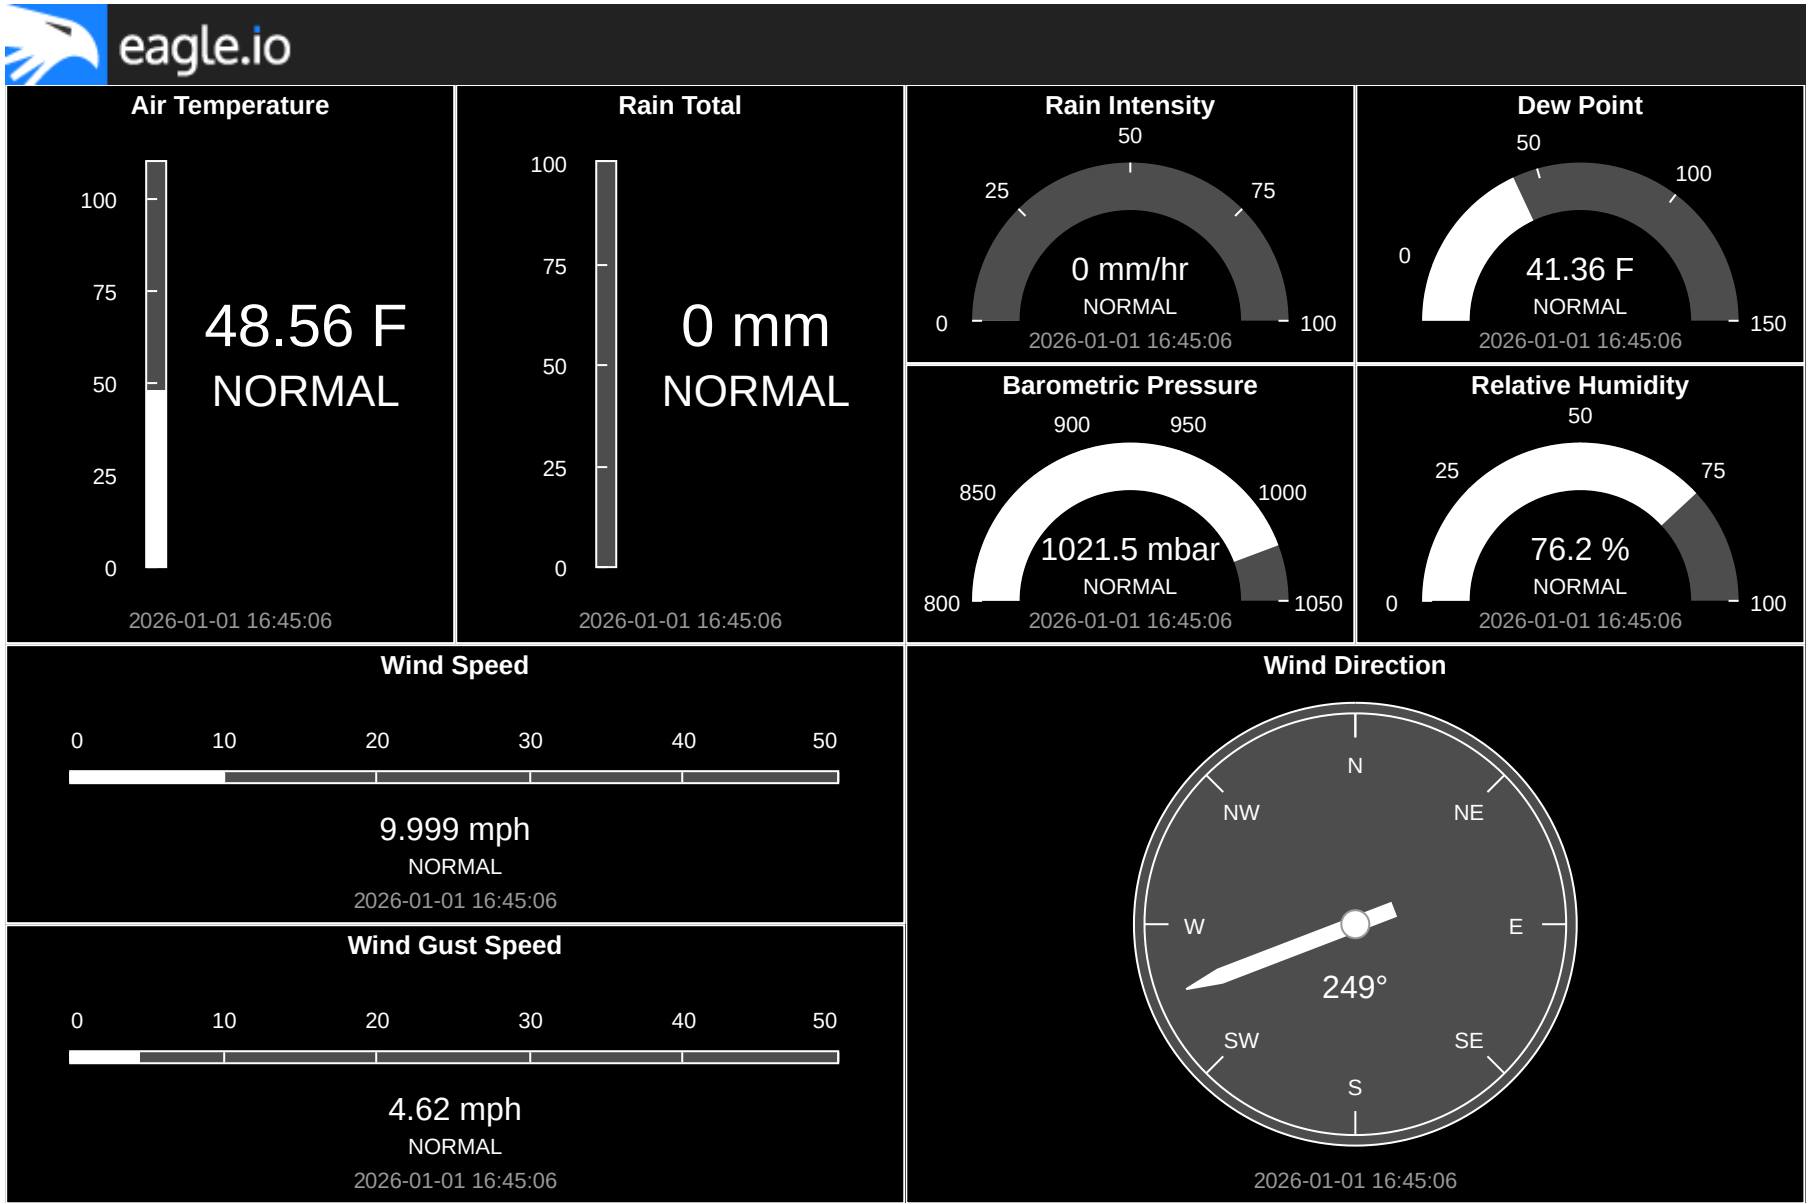 eagle.io
Air Temperature
100
75
50
25
0
48.56 F
NORMAL
2026-01-01 16:45:06
Rain Total
100
75
50
25
0
0 mm
NORMAL
2026-01-01 16:45:06
Rain Intensity
0
25
50
75
100
0 mm/hr
NORMAL
2026-01-01 16:45:06
Dew Point
0
50
100
150
41.36 F
NORMAL
2026-01-01 16:45:06
Barometric Pressure
800
850
900
950
1000
1050
1021.5 mbar
NORMAL
2026-01-01 16:45:06
Relative Humidity
0
25
50
75
100
76.2 %
NORMAL
2026-01-01 16:45:06
Wind Speed
0 10 20 30 40 50
9.999 mph
NORMAL
2026-01-01 16:45:06
Wind Gust Speed
0 10 20 30 40 50
4.62 mph
NORMAL
2026-01-01 16:45:06
Wind Direction
N
NW NE
W E
249°
SW SE
S
2026-01-01 16:45:06